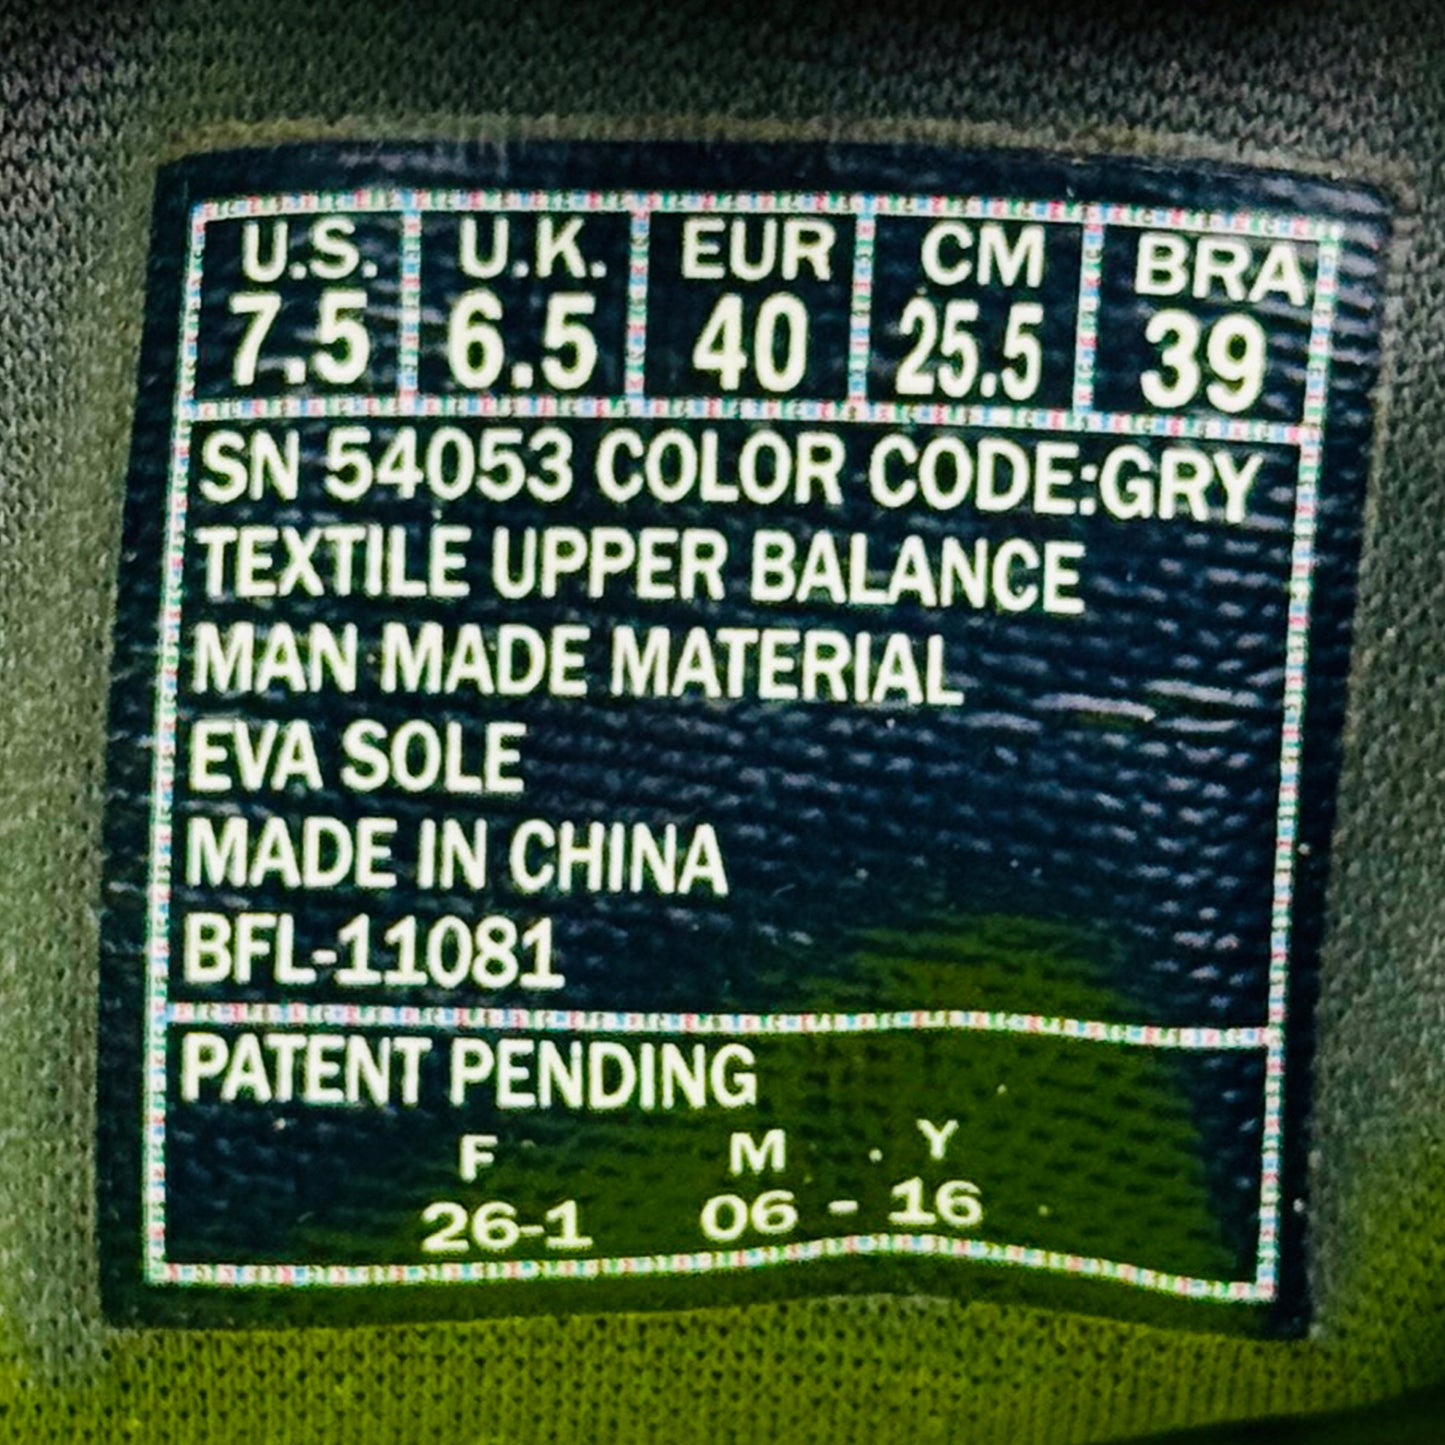 U.S. U.K. EUR CM BRA
7.5 6.5 40 25.5 39
SN 54053 COLOR CODE:GRY
TEXTILE UPPER BALANCE
MAN MADE MATERIAL
EVA SOLE
MADE IN CHINA
BFL-11081
PATENT PENDING
F M Y
26-1 06 - 16